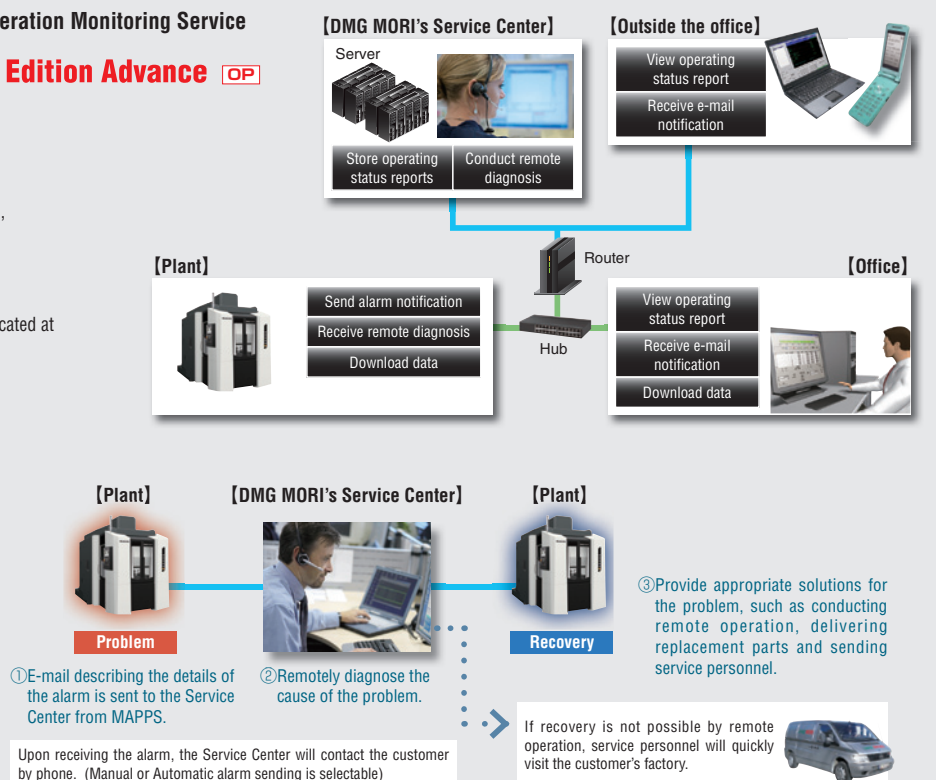 eration Monitoring Service
Edition Advance OP
,
cated at
【DMG MORI's Service Center】
Server
Store operating
status reports
Conduct remote
diagnosis
【Outside the office】
View operating
status report
Receive e-mail
notification
Router
Hub
【Plant】
Send alarm notification
Receive remote diagnosis
Download data
【Office】
View operating
status report
Receive e-mail
notification
Download data
【Plant】
Problem
①E-mail describing the details of
the alarm is sent to the Service
Center from MAPPS.
【DMG MORI's Service Center】
②Remotely diagnose the
cause of the problem.
【Plant】
Recovery
③Provide appropriate solutions for
the problem, such as conducting
remote operation, delivering
replacement parts and sending
service personnel.
Upon receiving the alarm, the Service Center will contact the customer
by phone. (Manual or Automatic alarm sending is selectable)
If recovery is not possible by remote
operation, service personnel will quickly
visit the customer's factory.